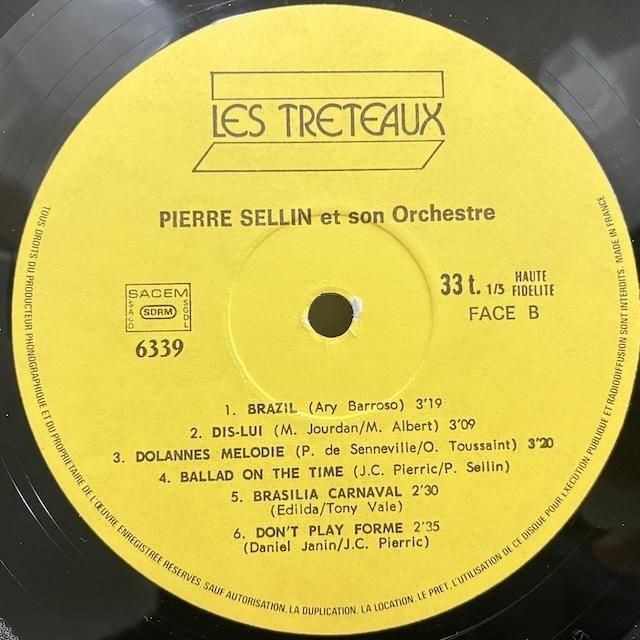 LES TRETEAUX
PIERRE SELLIN et son Orchestre
SACEM
SACD
SDRM
SGDL
6339
33 t. 1/3 HAUTE FIDELITE
FACE B
1. BRAZIL (Ary Barroso) 3'19
2. DIS-LUI (M. Jourdan/M. Albert) 3'09
3. DOLANNES MELODIE (P. de Senneville/O. Toussaint) 3'20
4. BALLAD ON THE TIME (J.C. Pierric/P. Sellin)
5. BRASILIA CARNAVAL 2'30
(Edilda/Tony Vale)
6. DON'T PLAY FORME 2'35
(Daniel Janin/J.C. Pierric)
TOUS DROITS DU PRODUCTEUR PHONOGRAPHIQUE ET DU PROPRIETAIRE DE L'ŒUVRE ENREGISTREE RESERVES. SAUF AUTORISATION, LA DUPLICATION, LA LOCATION, LE PRET, L'UTILISATION DE CE DISQUE POUR L'EXECUTION PUBLIQUE ET RADIODIFFUSION SONT INTERDITS. MADE IN FRANCE